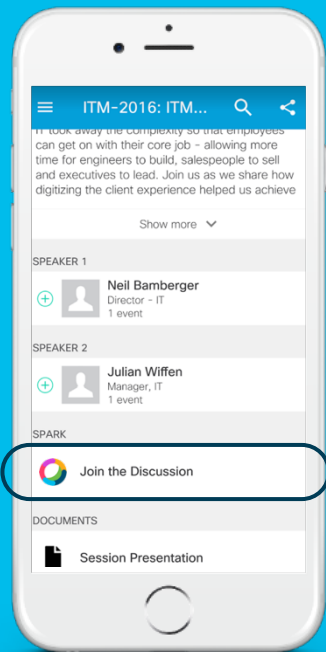 ITM-2016: ITM...
IT took away the complexity so that employees
can get on with their core job - allowing more
time for engineers to build, salespeople to sell
and executives to lead. Join us as we share how
digitizing the client experience helped us achieve
Show more
SPEAKER 1
Neil Bamberger
Director - IT
1 event
SPEAKER 2
Julian Wiffen
Manager, IT
1 event
SPARK
Join the Discussion
DOCUMENTS
Session Presentation